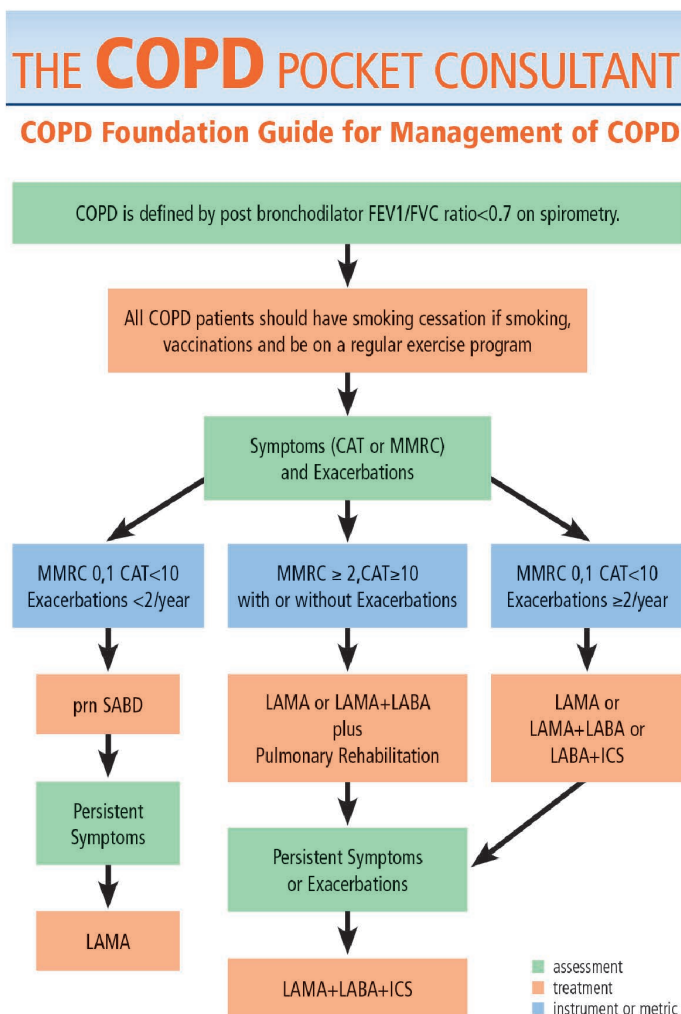 THE COPD POCKET CONSULTANT
COPD Foundation Guide for Management of COPD
COPD is defined by post bronchodilator FEV1/FVC ratio<0.7 on spirometry.
All COPD patients should have smoking cessation if smoking,
vaccinations and be on a regular exercise program
Symptoms (CAT or MMRC)
and Exacerbations
MMRC 0,1 CAT<10
Exacerbations <2/year
MMRC ≥ 2,CAT≥10
with or without Exacerbations
MMRC 0,1 CAT<10
Exacerbations ≥2/year
prn SABD
LAMA or LAMA+LABA
plus
Pulmonary Rehabilitation
LAMA or
LAMA+LABA or
LABA+ICS
Persistent
Symptoms
Persistent Symptoms
or Exacerbations
LAMA
LAMA+LABA+ICS
assessment
treatment
instrument or metric